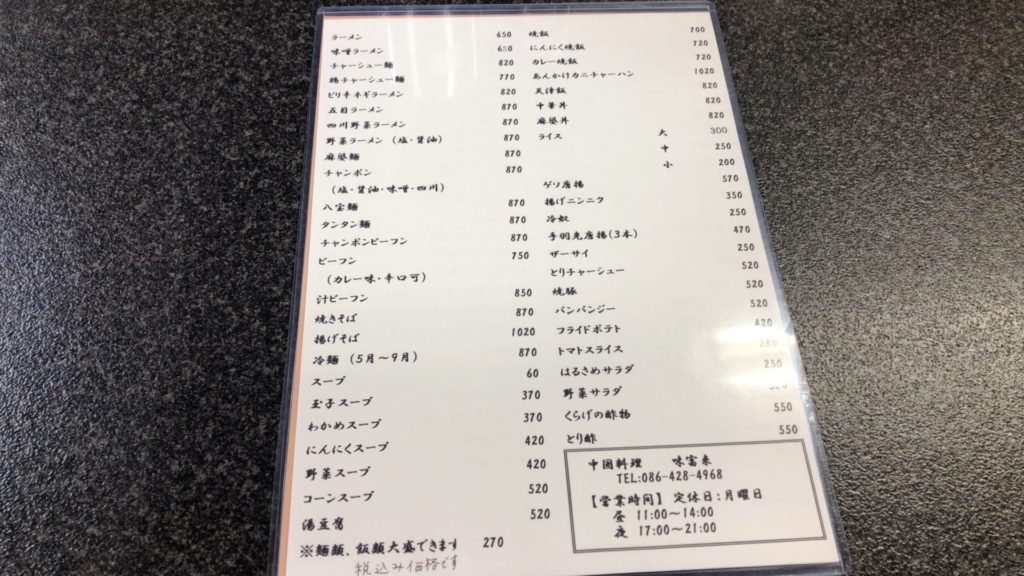 ラーメン 650
味噌ラーメン 650
チャーシュー麺 820
鶏チャーシュー麺 770
ピリ辛ネギラーメン 820
五目ラーメン 870
四川野菜ラーメン 870
野菜ラーメン (塩・醤油) 870
麻婆麺 870
チャンポン 870
(塩・醤油・味噌・四川)
八宝麺 870
タンタン麺 870
チャンポンビーフン 870
ビーフン 750
(カレー味・辛口可)
汁ビーフン 850
焼きそば
揚げそば 1020
冷麺 (5月~9月) 870
スープ 60
玉子スープ 370
わかめスープ 370
にんにくスープ 420
野菜スープ 420
コーンスープ 520
湯豆腐 520
※麺類、飯類大盛できます 270
税込み価格です
焼飯 700
にんにく焼飯 720
カレー焼飯 720
あんかけカニチャーハン 1020
天津飯 820
中華丼 820
麻婆丼 820
ライス 大 300
中 250
小 200
ゲソ唐揚 570
揚げニンニク 350
冷奴 250
手羽先唐揚(3本) 470
ザーサイ 250
とりチャーシュー 520
焼豚 520
バンバンジー 520
フライドポテト 420
トマトスライス 280
はるさめサラダ 250
野菜サラダ
くらげの酢物 550
とり酢 550
中国料理 味富来
TEL:086-428-4968
【営業時間】 定休日:月曜日
昼 11:00~14:00
夜 17:00~21:00